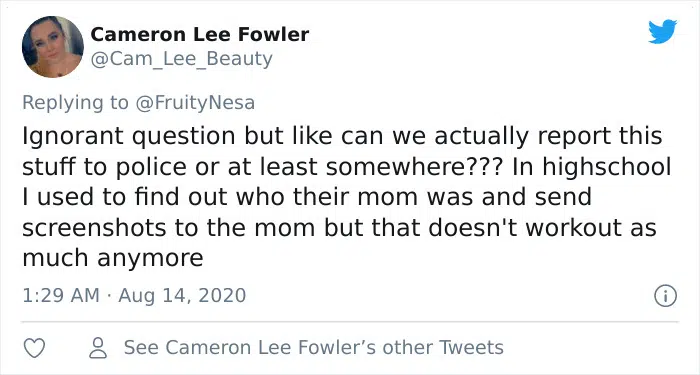 Cameron Lee Fowler
@Cam_Lee_Beauty
Replying to @FruityNesa
Ignorant question but like can we actually report this
stuff to police or at least somewhere??? In highschool
I used to find out who their mom was and send
screenshots to the mom but that doesn't workout as
much anymore
1:29 AM · Aug 14, 2020
See Cameron Lee Fowler’s other Tweets